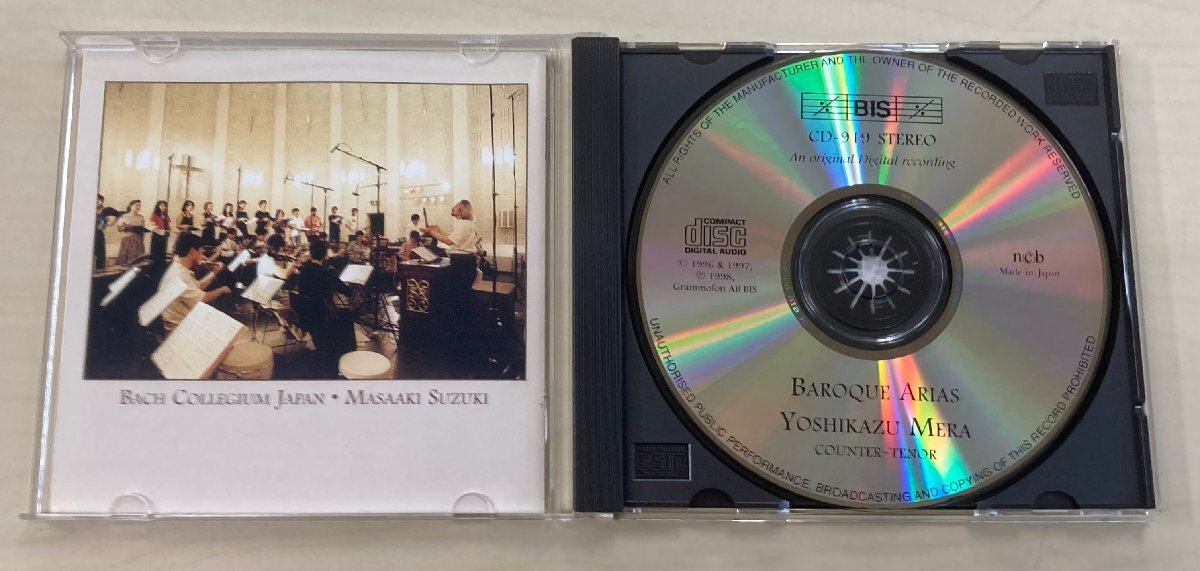 BACH COLLEGIUM JAPAN • MASAAKI SUZUKI
ALL RIGHTS OF THE MANUFACTURER AND THE OWNER OF THE RECORDED WORK RESERVED
BIS
CD-919 STEREO
An original Digital recording
COMPACT
disc
DIGITAL AUDIO
© 1996 & 1997;
℗ 1998,
Grammofon AB BIS
ncb
Made in Japan
BAROQUE ARIAS
YOSHIKAZU MERA
COUNTER-TENOR
UNAUTHORISED PUBLIC PERFORMANCE, BROADCASTING AND COPYING OF THIS RECORD PROHIBITED